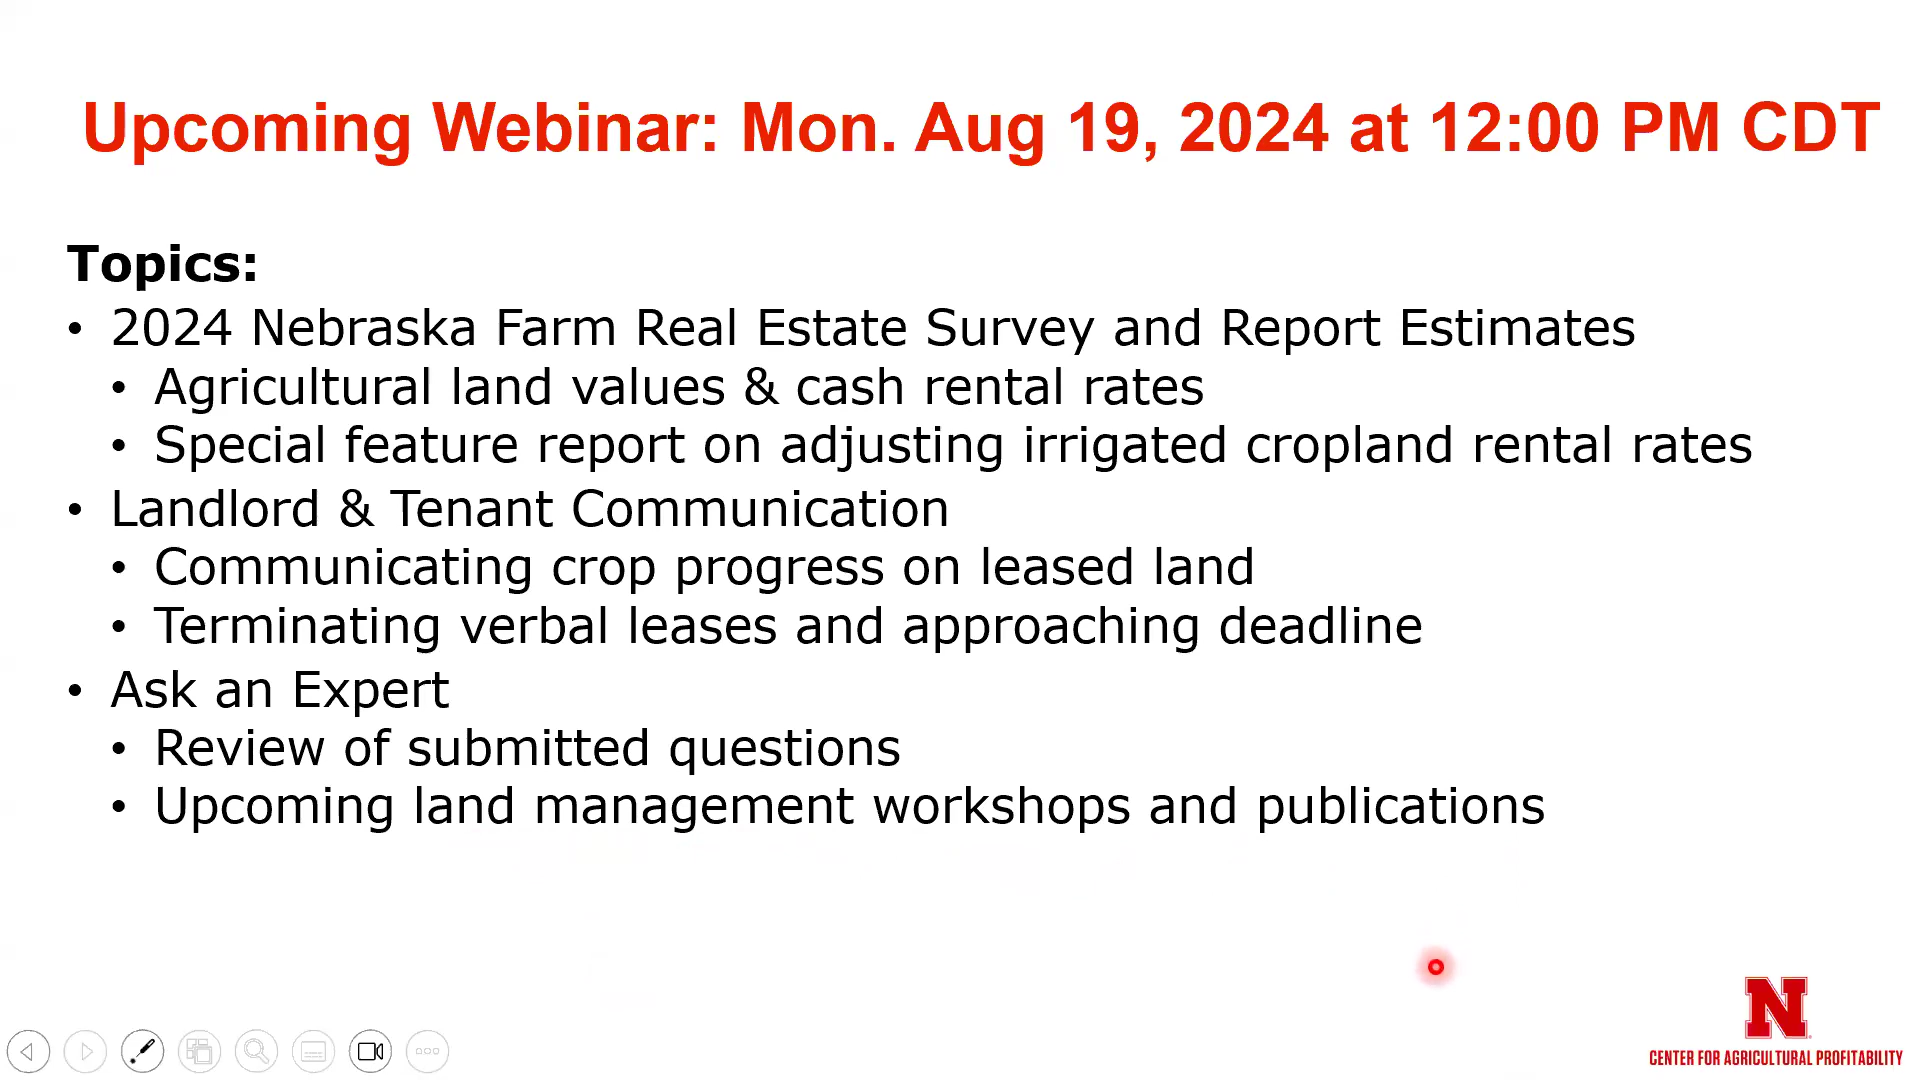 Upcoming Webinar: Mon. Aug 19, 2024 at 12:00 PM CDT
Topics:
• 2024 Nebraska Farm Real Estate Survey and Report Estimates
• Agricultural land values & cash rental rates
• Special feature report on adjusting irrigated cropland rental rates
• Landlord & Tenant Communication
• Communicating crop progress on leased land
• Terminating verbal leases and approaching deadline
• Ask an Expert
• Review of submitted questions
• Upcoming land management workshops and publications
N
CENTER FOR AGRICULTURAL PROFITABILITY